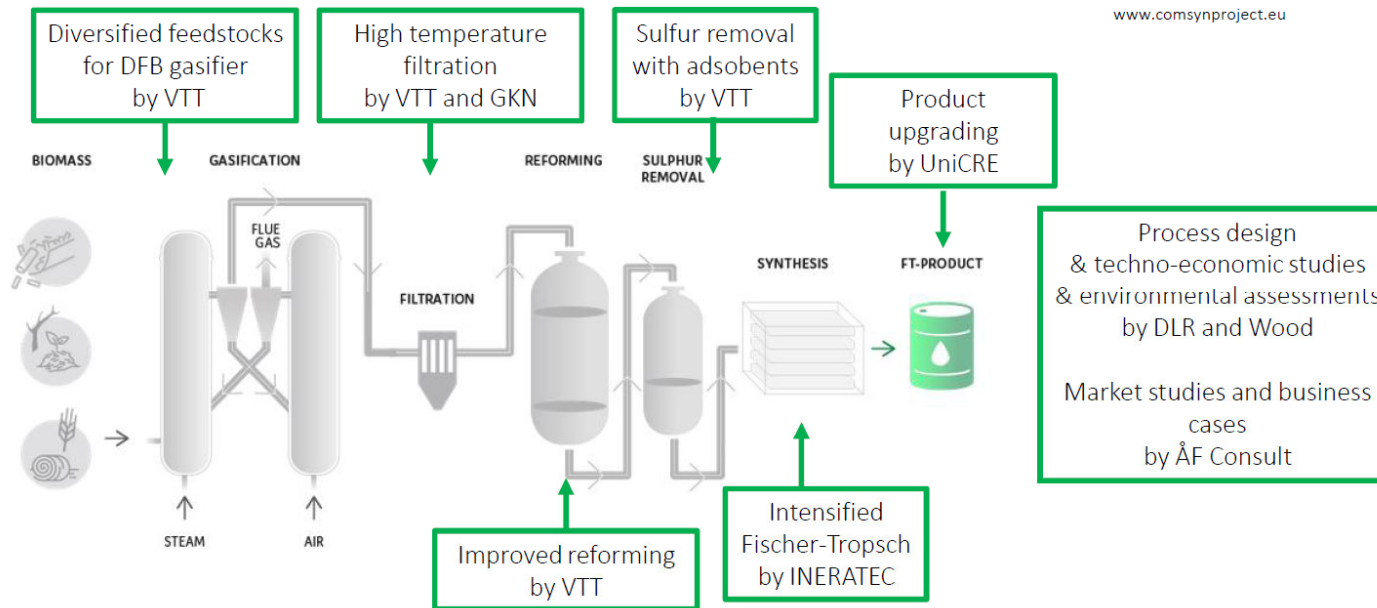 www.comsynproject.eu
Diversified feedstocks
for DFB gasifier
by VTT
High temperature
filtration
by VTT and GKN
Sulfur removal
with adsobents
by VTT
Product
upgrading
by UniCRE
BIOMASS
GASIFICATION
REFORMING
SULPHUR
REMOVAL
FLUE
GAS
FILTRATION
SYNTHESIS
FT-PRODUCT
Process design
& techno-economic studies
& environmental assessments
by DLR and Wood
Market studies and business
cases
by ÅF Consult
STEAM
AIR
Improved reforming
by VTT
Intensified
Fischer-Tropsch
by INERATEC